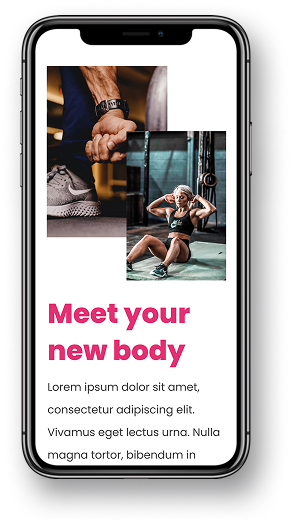 Meet your
new body
Lorem ipsum dolor sit amet,
consectetur adipiscing elit.
Vivamus eget lectus urna. Nulla
magna tortor, bibendum in